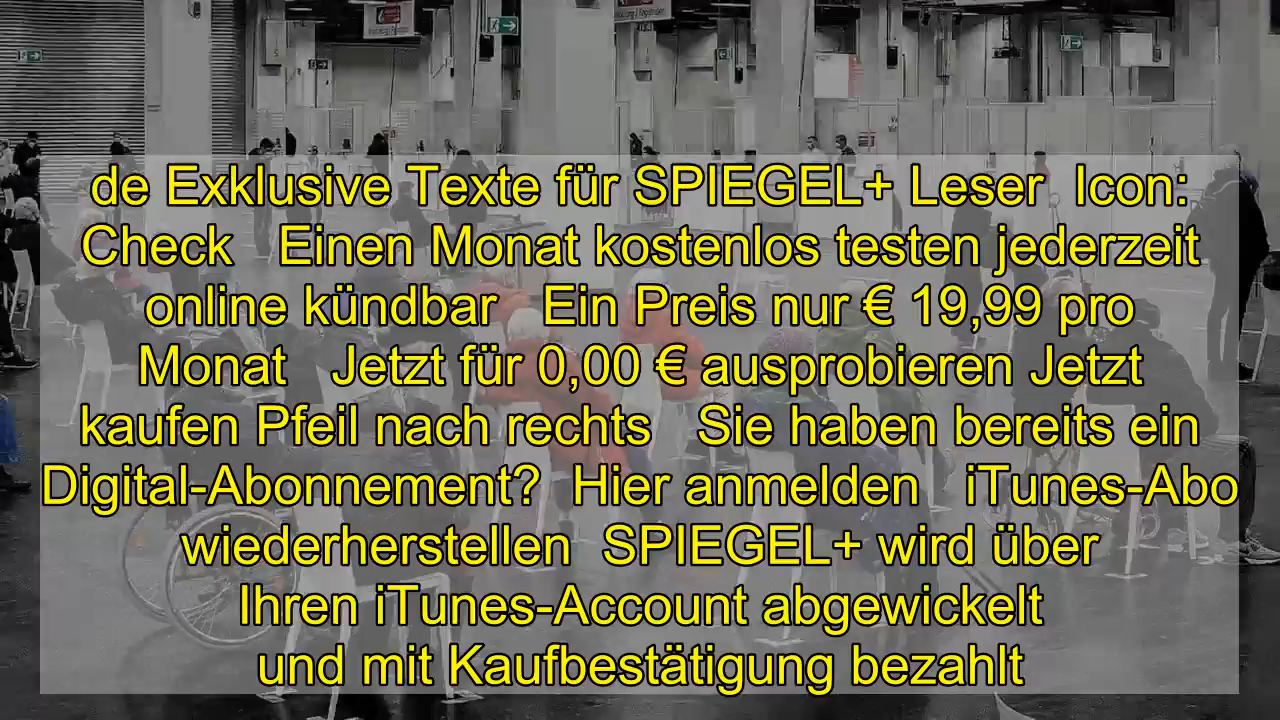 de Exklusive Texte für SPIEGEL+ Leser Icon:
Check Einen Monat kostenlos testen jederzeit
online kündbar Ein Preis nur € 19,99 pro
Monat Jetzt für 0,00 € ausprobieren Jetzt
kaufen Pfeil nach rechts Sie haben bereits ein
Digital-Abonnement? Hier anmelden iTunes-Abo
wiederherstellen SPIEGEL+ wird über
Ihren iTunes-Account abgewickelt
und mit Kaufbestätigung bezahlt